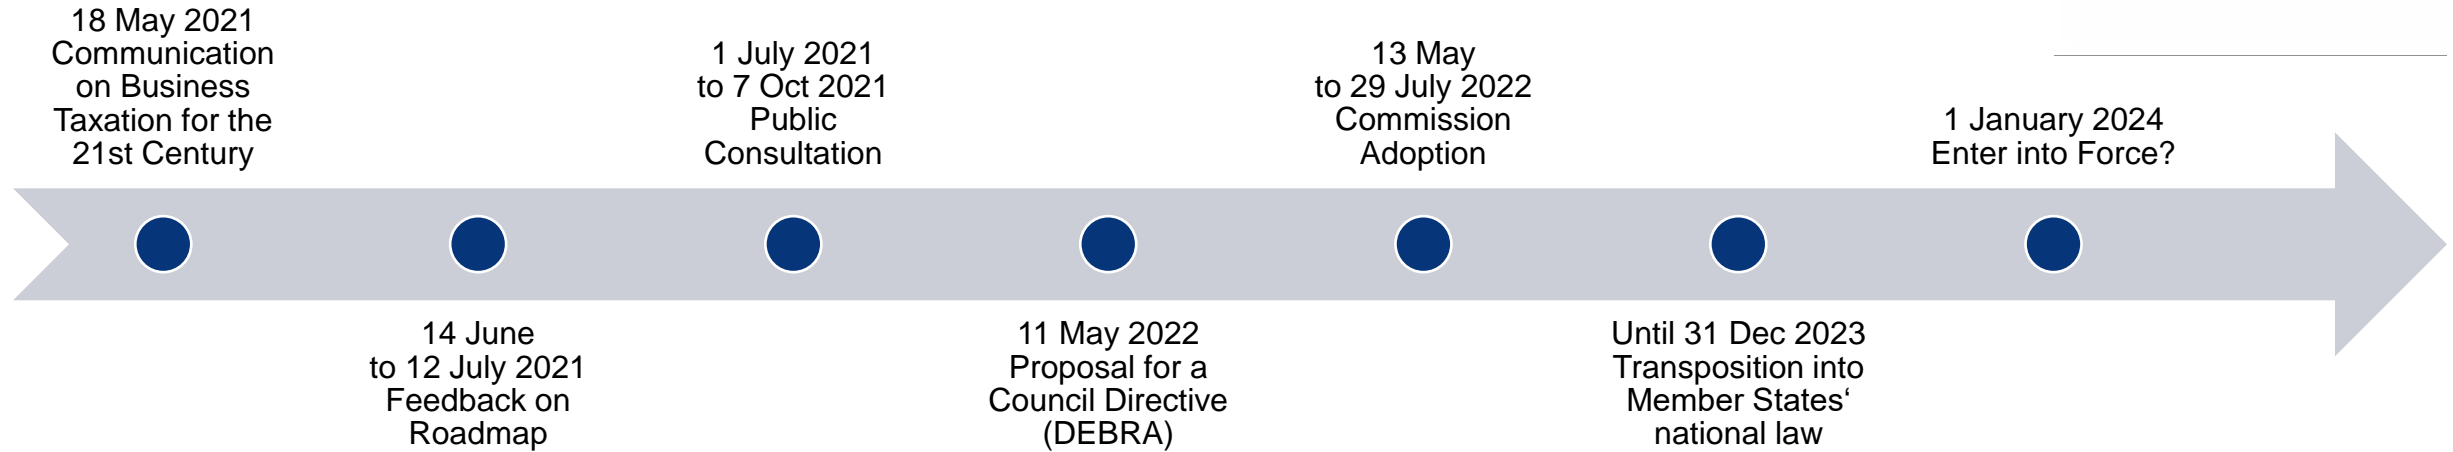 18 May 2021
Communication
on Business
Taxation for the
21st Century
14 June
to 12 July 2021
Feedback on
Roadmap
1 July 2021
to 7 Oct 2021
Public
Consultation
11 May 2022
Proposal for a
Council Directive
(DEBRA)
13 May
to 29 July 2022
Commission
Adoption
Until 31 Dec 2023
Transposition into
Member States‘
national law
1 January 2024
Enter into Force?